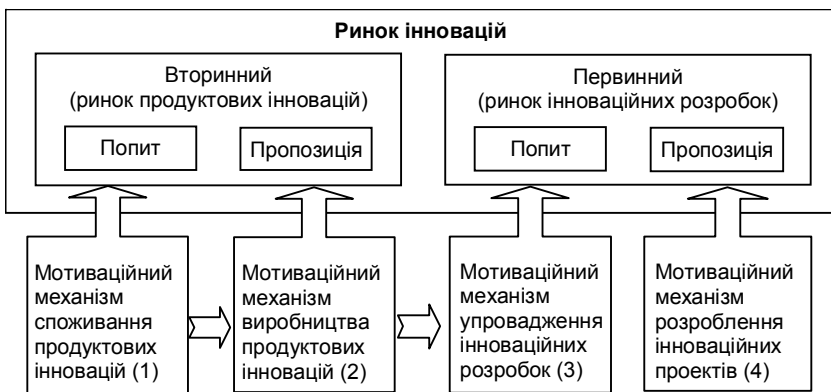 Ринок інновацій
Вторинний
(ринок продуктових інновацій)
Попит
Пропозиція
Первинний
(ринок інноваційних розробок)
Попит
Пропозиція
Мотиваційний
механізм
споживання
продуктових
інновацій (1)
Мотиваційний
механізм
виробництва
продуктових
інновацій (2)
Мотиваційний
механізм
упровадження
інноваційних
розробок (3)
Мотиваційний
механізм
розроблення
інноваційних
проектів (4)